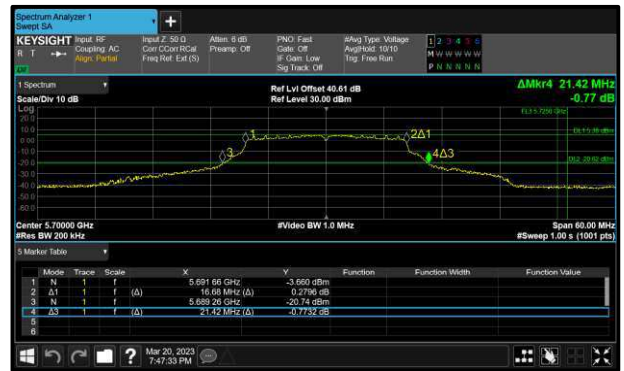 Spectrum Analyzer 1
Swept SA
+
KEYSIGHT Input: RF Input Z: 50 Ω Atten: 6 dB PNO: Fast #Avg Type: Voltage 1 2 3 4 5 6
R T Coupling: AC Corr CCorr RCal Preamp: Off Gate: Off Avg|Hold: 10/10 M W W W W W
Align: Partial Freq Ref: Ext (S) IF Gain: Low Trig: Free Run
Sig Track: Off P N N N N N
1 Spectrum Ref Lvl Offset 40.61 dB ΔMkr4 21.42 MHz
Scale/Div 10 dB Ref Level 30.00 dBm -0.77 dB
Log
20.0
10.0
0.00
-10.0
-20.0
-30.0
-40.0
-50.0
-60.0
1
2Δ1
3
4Δ3
Center 5.70000 GHz #Video BW 1.0 MHz Span 60.00 MHz
#Res BW 200 kHz #Sweep 1.00 s (1001 pts)
5 Marker Table
Mode Trace Scale X Y Function Function Width Function Value
1 N 1 f 5.691 66 GHz -3.660 dBm
2 Δ1 1 f (Δ) 16.68 MHz (Δ) 0.2796 dB
3 N 1 f 5.689 26 GHz -20.74 dBm
4 Δ3 1 f (Δ) 21.42 MHz (Δ) -0.7732 dB
5
6
? Mar 20, 2023
7:47:33 PM